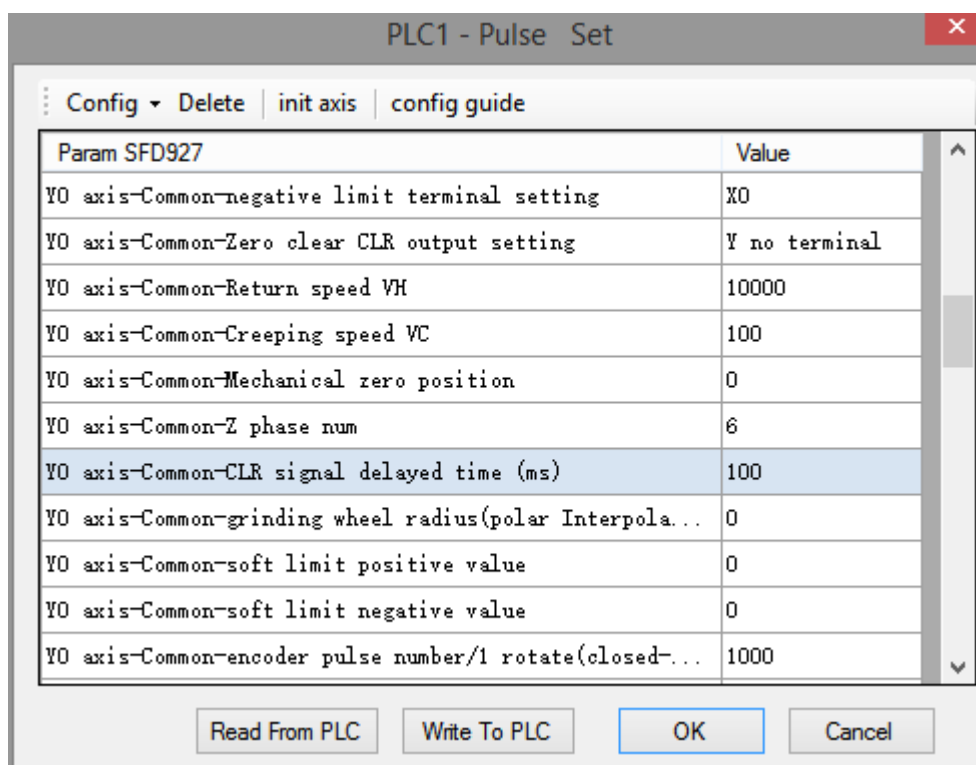 PLC1 - Pulse Set
Config Delete init axis config guide
Param SFD927 Value
Y0 axis-Common-negative limit terminal setting X0
Y0 axis-Common-Zero clear CLR output setting Y no terminal
Y0 axis-Common-Return speed VH 10000
Y0 axis-Common-Creeping speed VC 100
Y0 axis-Common-Mechanical zero position 0
Y0 axis-Common-Z phase num 6
Y0 axis-Common-CLR signal delayed time (ms) 100
Y0 axis-Common-grinding wheel radius(polar Interpola... 0
Y0 axis-Common-soft limit positive value 0
Y0 axis-Common-soft limit negative value 0
Y0 axis-Common-encoder pulse number/1 rotate(closed-... 1000
Read From PLC Write To PLC OK Cancel